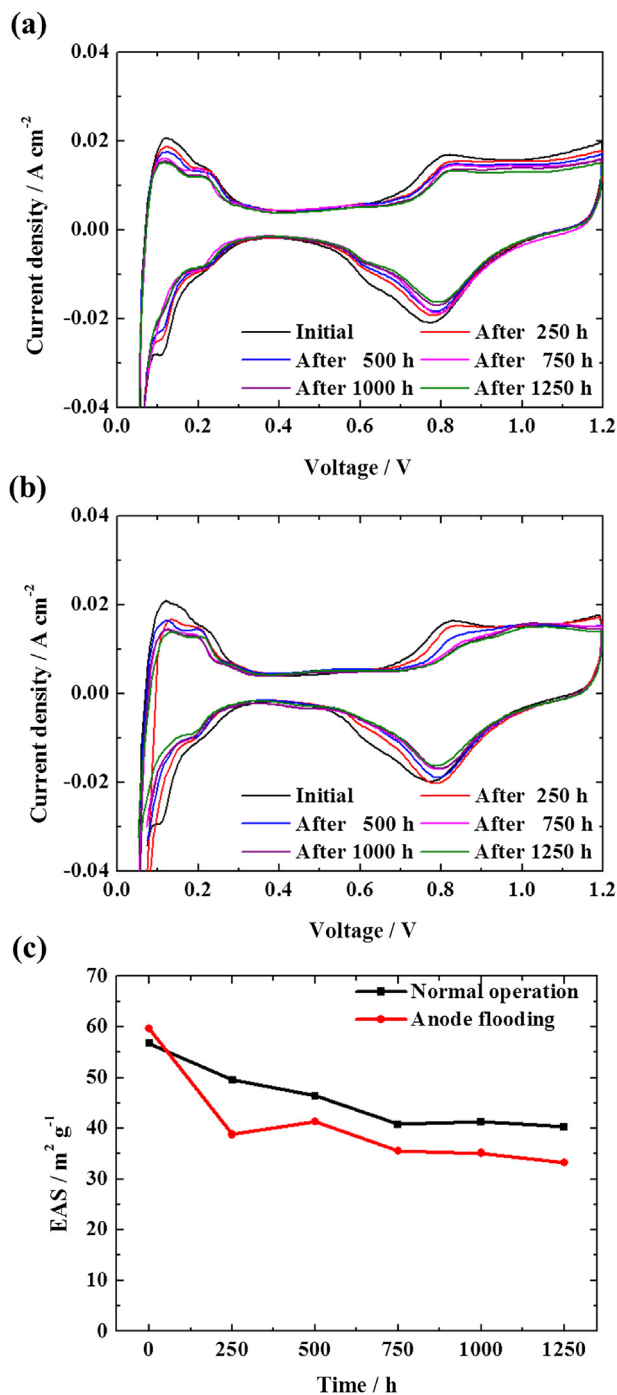 (a)
0.04
0.02
0.00
-0.02
-0.04
Current density / A cm⁻²
Initial
After 250 h
After 500 h
After 750 h
After 1000 h
After 1250 h
0.0 0.2 0.4 0.6 0.8 1.0 1.2
Voltage / V
(b)
0.04
0.02
0.00
-0.02
-0.04
Current density / A cm⁻²
Initial
After 250 h
After 500 h
After 750 h
After 1000 h
After 1250 h
0.0 0.2 0.4 0.6 0.8 1.0 1.2
Voltage / V
(c)
70
60
50
40
30
20
10
0
EAS / m² g⁻¹
Normal operation
Anode flooding
0 250 500 750 1000 1250
Time / h